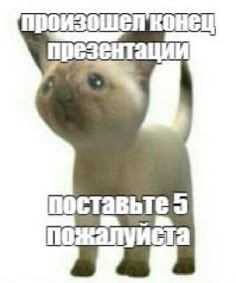 произошел конец
презентации
поставьте 5
пожалуйста